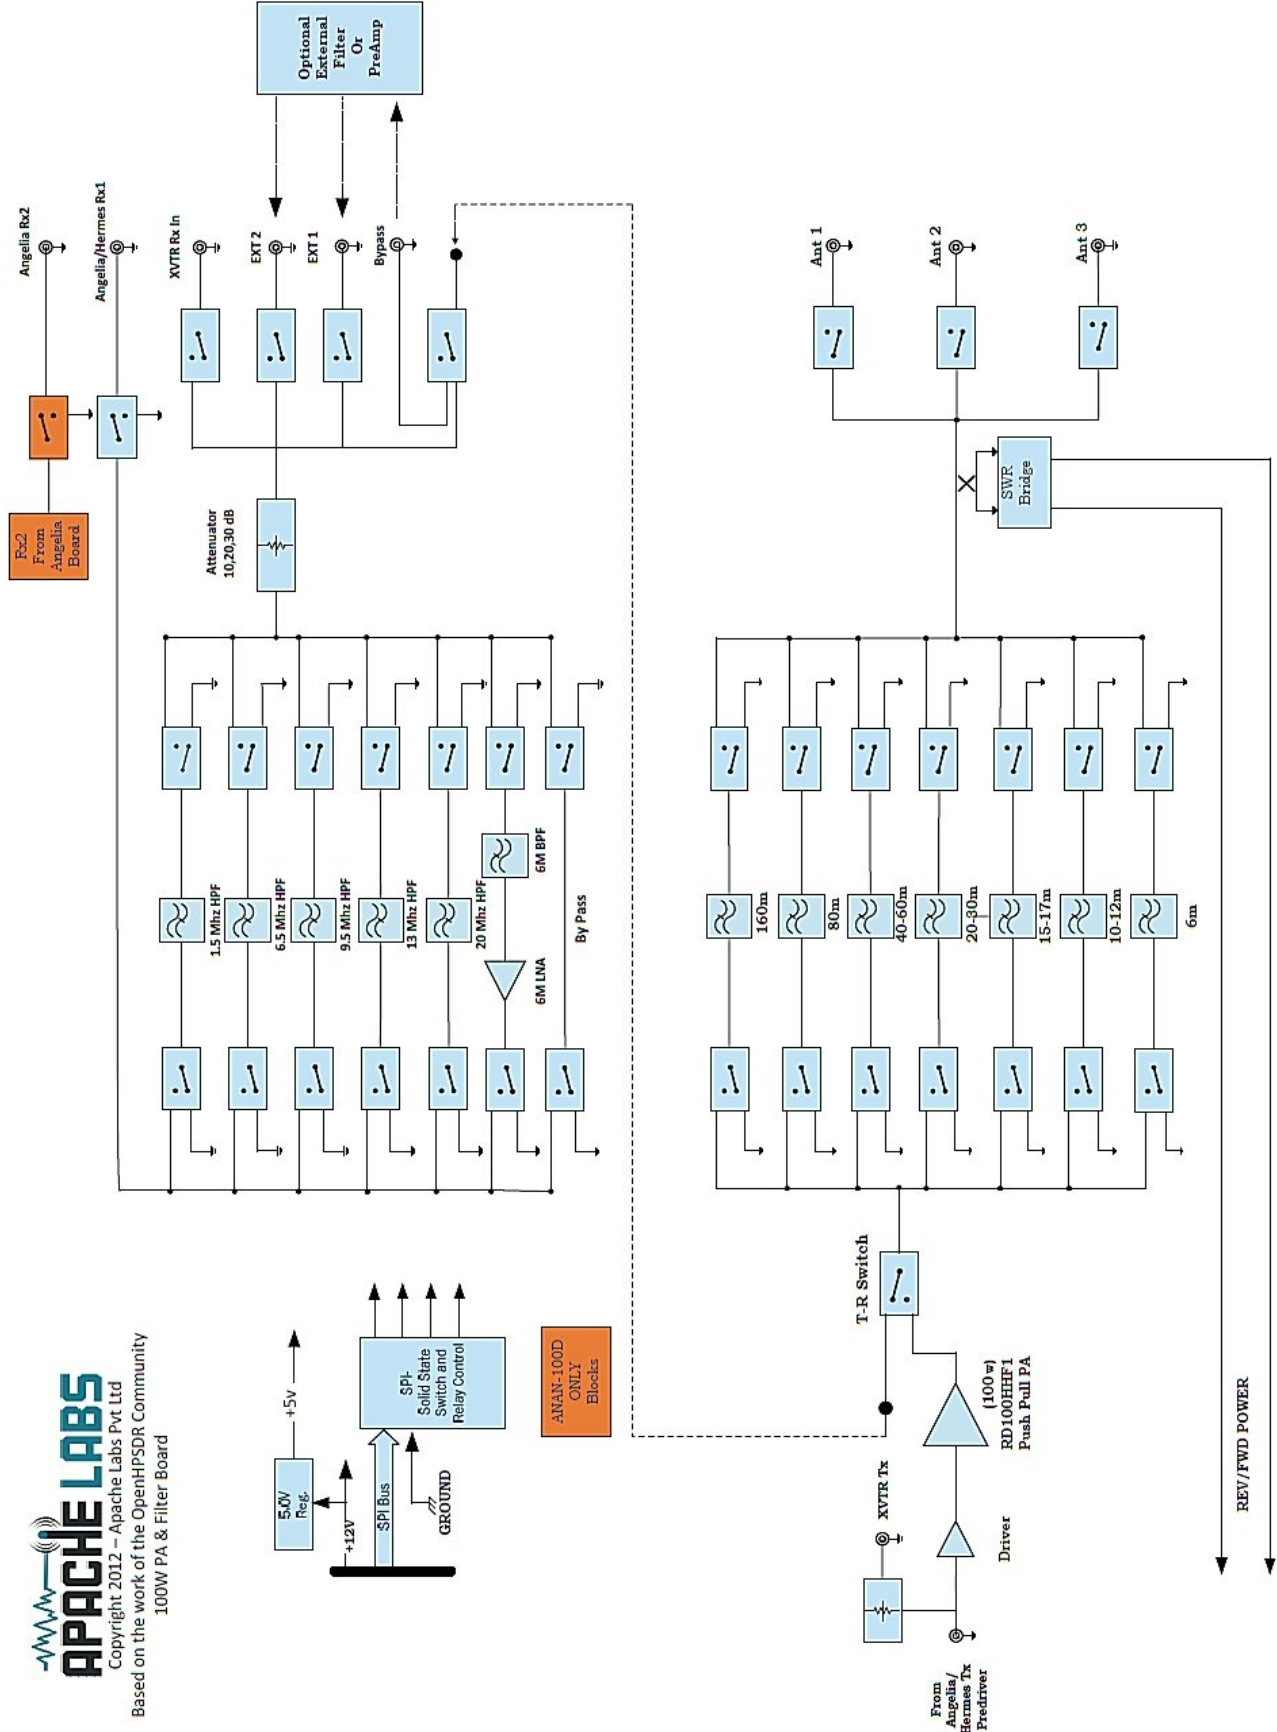 APACHE LABS
Copyright 2012 – Apache Labs Pvt Ltd
Based on the work of the OpenHPSDR Community
100W PA & Filter Board
Rx2
From
Angelia
Board
Angelia Rx2
Angelia/Hermes Rx1
XVTR Rx In
EXT 2
EXT 1
Bypass
Optional
External
Filter
Or
PreAmp
Attenuator
10,20,30 dB
1.5 Mhz HPF
6.5 Mhz HPF
9.5 Mhz HPF
13 Mhz HPF
20 Mhz HPF
6M LNA
6M BPF
By Pass
5.0V
Reg.
+5v
+12V
SPI Bus
GROUND
SPI-
Solid State
Switch and
Relay Control
ANAN-100D
ONLY
Blocks
From
Angelia/
Hermes Tx
Predriver
XVTR Tx
Driver
(100 w)
RD100HHF1
Push Pull PA
T-R Switch
160m
80m
40-60m
20-30m
15-17m
10-12m
6m
SWR
Bridge
Ant 1
Ant 2
Ant 3
REV/FWD POWER